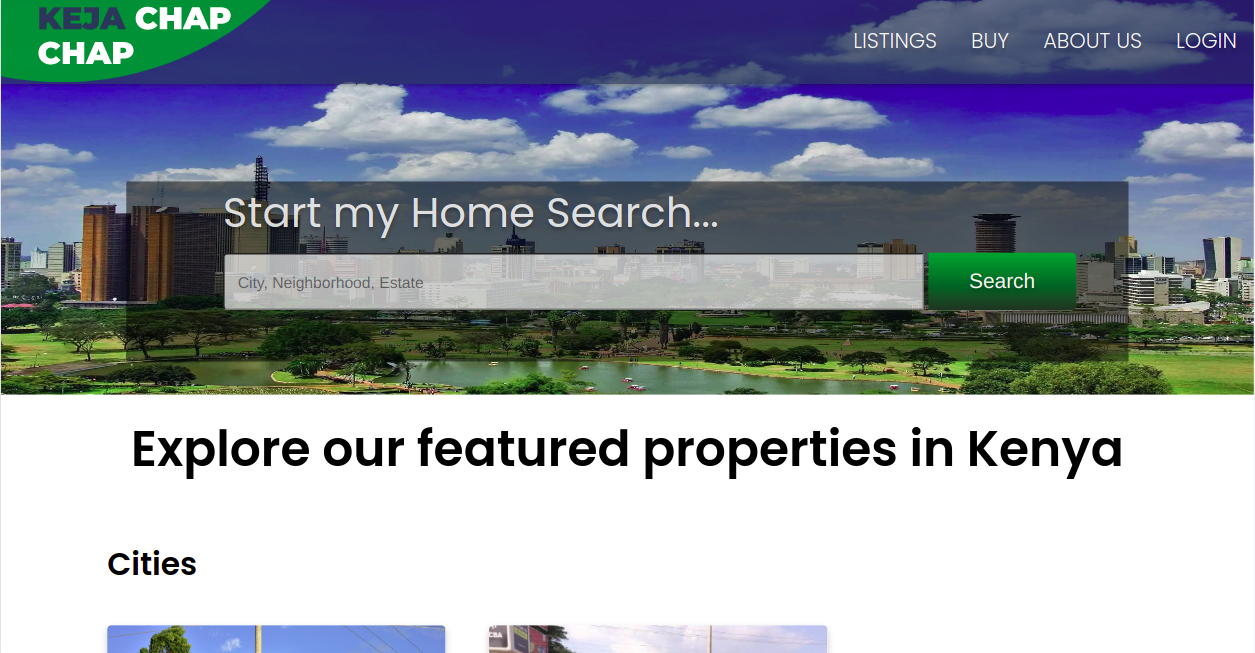 KEJA CHAP
CHAP
LISTINGS BUY ABOUT US LOGIN
Start my Home Search...
City, Neighborhood, Estate
Search
Explore our featured properties in Kenya
Cities
CBA